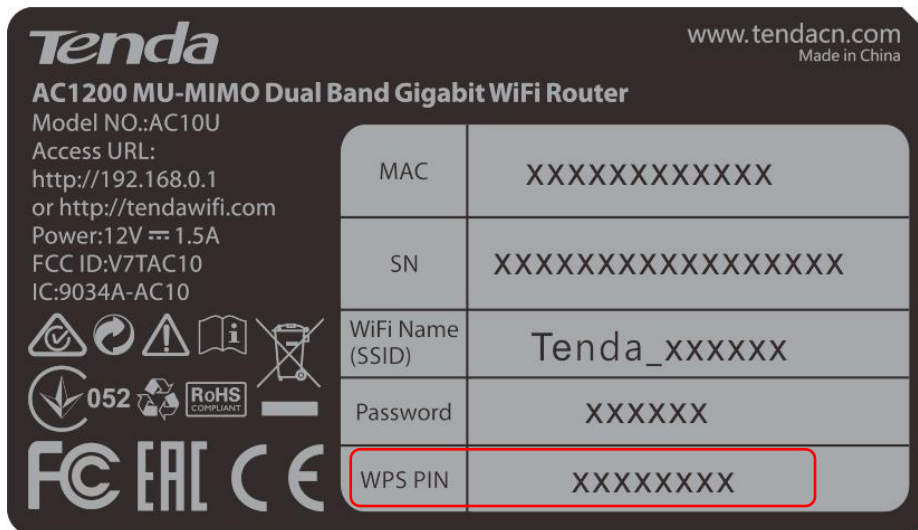 Tenda
www.tendacn.com
Made in China
AC1200 MU-MIMO Dual Band Gigabit WiFi Router
Model NO.:AC10U
Access URL:
http://192.168.0.1
or http://tendawifi.com
Power:12V ⎓ 1.5A
FCC ID:V7TAC10
IC:9034A-AC10
052
RoHS
COMPLIANT
FC EAC CE
MAC XXXXXXXXXXXX
SN XXXXXXXXXXXXXXXXX
WiFi Name
(SSID) Tenda_xxxxxx
Password xxxxxx
WPS PIN XXXXXXXX